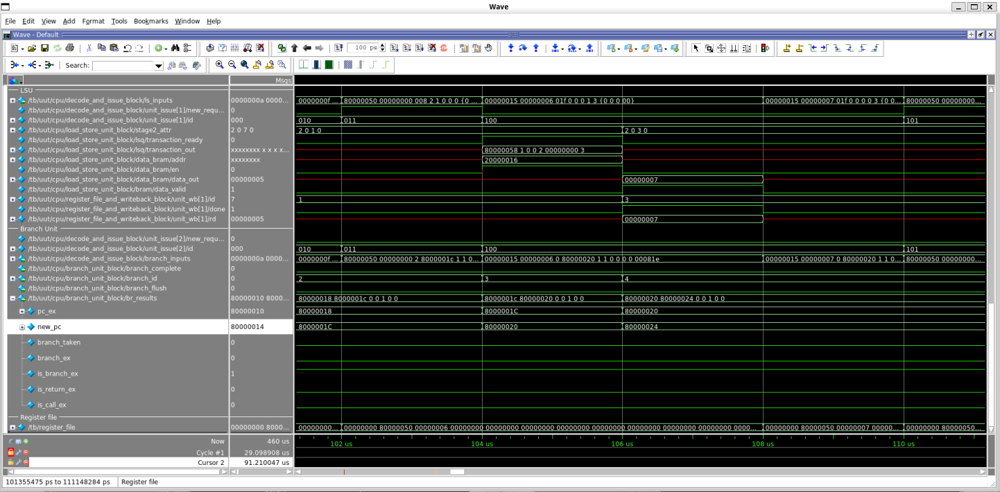 Wave
File Edit View Add Format Tools Bookmarks Window Help
Wave - Default
100 ps
Search:
Msgs
LSU
/tb/uut/cpu/decode_and_issue_block/ls_inputs 0000000a 0000... 0000000f ... 80000050 00000000 008 2 1 0 0 0 {0 ... 00000015 00000006 01f 0 0 0 1 3 {0 0 0 00} 00000015 00000007 01f 0 0 0 0 3 {0 0... 80000050 00000000...
/tb/uut/cpu/decode_and_issue_block/unit_issue[1]/new_requ... 0
/tb/uut/cpu/decode_and_issue_block/unit_issue[1]/id 000 010 011 100 101
/tb/uut/cpu/load_store_unit_block/stage2_attr 2 0 7 0 2 0 1 0 2 0 3 0
/tb/uut/cpu/load_store_unit_block/lsq/transaction_ready 0
/tb/uut/cpu/load_store_unit_block/lsq/transaction_out xxxxxxxx x x x x... 80000058 1 0 0 2 00000000 3
/tb/uut/cpu/load_store_unit_block/data_bram/addr xxxxxxxx 20000016
/tb/uut/cpu/load_store_unit_block/data_bram/en 0
/tb/uut/cpu/load_store_unit_block/data_bram/data_out 00000005 00000007
/tb/uut/cpu/load_store_unit_block/bram/data_valid 1
/tb/uut/cpu/register_file_and_writeback_block/unit_wb[1]/id 7 1 3
/tb/uut/cpu/register_file_and_writeback_block/unit_wb[1]/done 1
/tb/uut/cpu/register_file_and_writeback_block/unit_wb[1]/rd 00000005 00000007
Branch Unit
/tb/uut/cpu/decode_and_issue_block/unit_issue[2]/new_requ... 0
/tb/uut/cpu/decode_and_issue_block/unit_issue[2]/id 000 010 011 100 101
/tb/uut/cpu/decode_and_issue_block/branch_inputs 0000000a 0000... 0000000f ... 80000050 00000000 2 8000001c 1 1 0... 00000015 00000006 0 80000020 1 1 0 0 0 0 00081e 00000015 00000007 0 80000020 1 1 0... 80000050 00000000...
/tb/uut/cpu/branch_unit_block/branch_complete 0
/tb/uut/cpu/branch_unit_block/branch_id 0 2 3 4
/tb/uut/cpu/branch_unit_block/branch_flush 0
/tb/uut/cpu/branch_unit_block/br_results 80000010 8000... 80000018 8000001c 0 0 1 0 0 8000001c 80000020 0 0 1 0 0 80000020 80000024 0 0 1 0 0
pc_ex 80000010 80000018 8000001C 80000020
new_pc 80000014 8000001C 80000020 80000024
branch_taken 0
branch_ex 0
is_branch_ex 1
is_return_ex 0
is_call_ex 0
Register file
/tb/register_file 00000000 8000... 00000000... 00000000 80000050 00000006 00000000 00000000 00000000 00000000 00000000 00000000 00000000 00000000 0000... 00000000 80000050 00000007 00000... 00000000 80000050...
Now 460 us 102 us 104 us 106 us 108 us 110 us
Cycle #1 29.098908 us
Cursor 2 91.210047 us
101355475 ps to 111148284 ps Register file